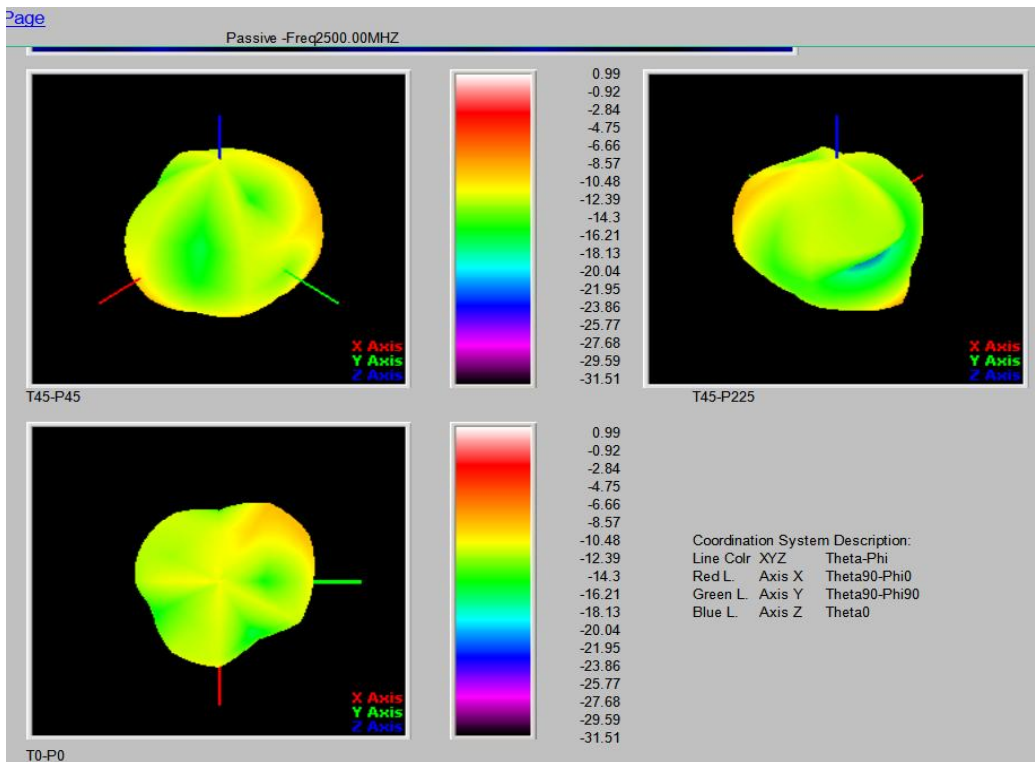 Page
Passive -Freq2500.00MHZ
0.99
-0.92
-2.84
-4.75
-6.66
-8.57
-10.48
-12.39
-14.3
-16.21
-18.13
-20.04
-21.95
-23.86
-25.77
-27.68
-29.59
-31.51
X Axis
Y Axis
Z Axis
X Axis
Y Axis
Z Axis
T45-P45
T45-P225
0.99
-0.92
-2.84
-4.75
-6.66
-8.57
-10.48
-12.39
-14.3
-16.21
-18.13
-20.04
-21.95
-23.86
-25.77
-27.68
-29.59
-31.51
Coordination System Description:
Line Colr XYZ Theta-Phi
Red L. Axis X Theta90-Phi0
Green L. Axis Y Theta90-Phi90
Blue L. Axis Z Theta0
X Axis
Y Axis
Z Axis
T0-P0